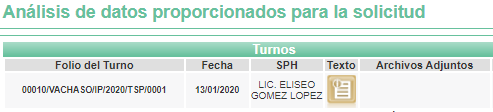 Análisis de datos proporcionados para la solicitud
Turnos
Folio del Turno Fecha SPH Texto Archivos Adjuntos
00010/VACHASO/IP/2020/TSP/0001 13/01/2020 LIC. ELISEO
GOMEZ LOPEZ